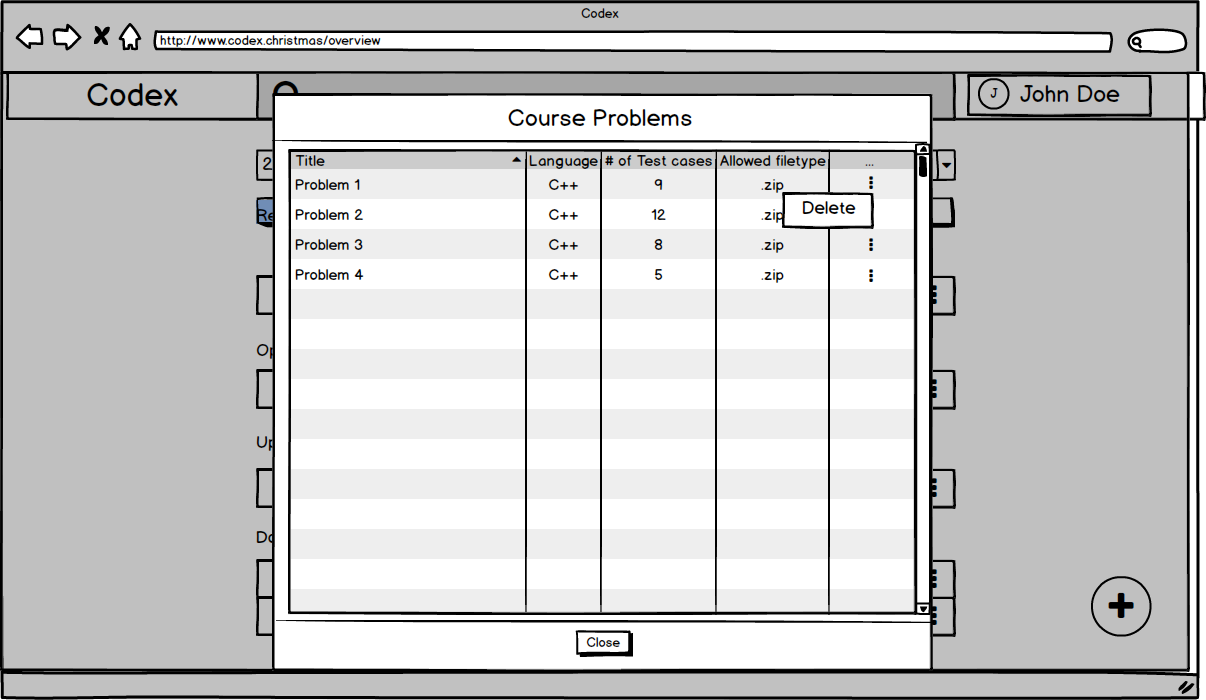 Codex
http://www.codex.christmas/overview
Codex
J John Doe
Course Problems
2
Title Language # of Test cases Allowed filetype ...
Problem 1 C++ 9 .zip
Re
Problem 2 C++ 12 .zip
Delete
Problem 3 C++ 8 .zip
Problem 4 C++ 5 .zip
Op
Up
Close